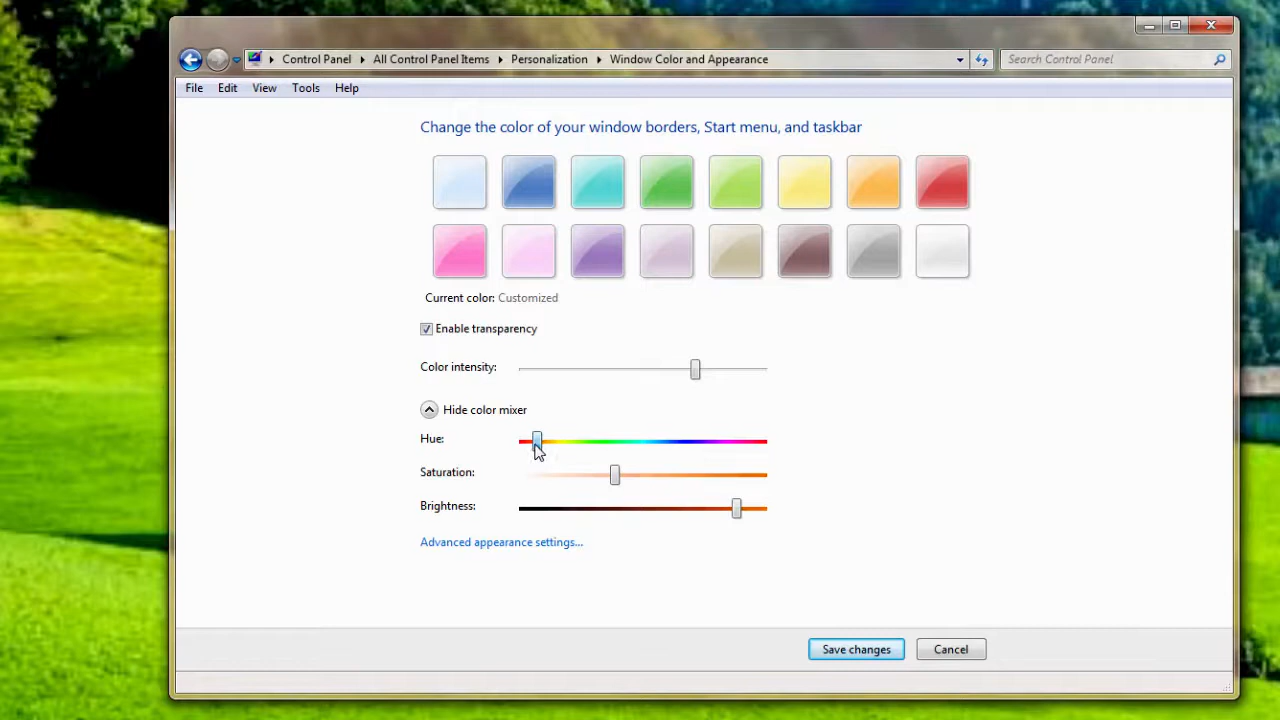 Control Panel All Control Panel Items Personalization Window Color and Appearance Search Control Panel
File Edit View Tools Help
Change the color of your window borders, Start menu, and taskbar
Current color: Customized
Enable transparency
Color intensity:
Hide color mixer
Hue:
Saturation:
Brightness:
Advanced appearance settings...
Save changes Cancel